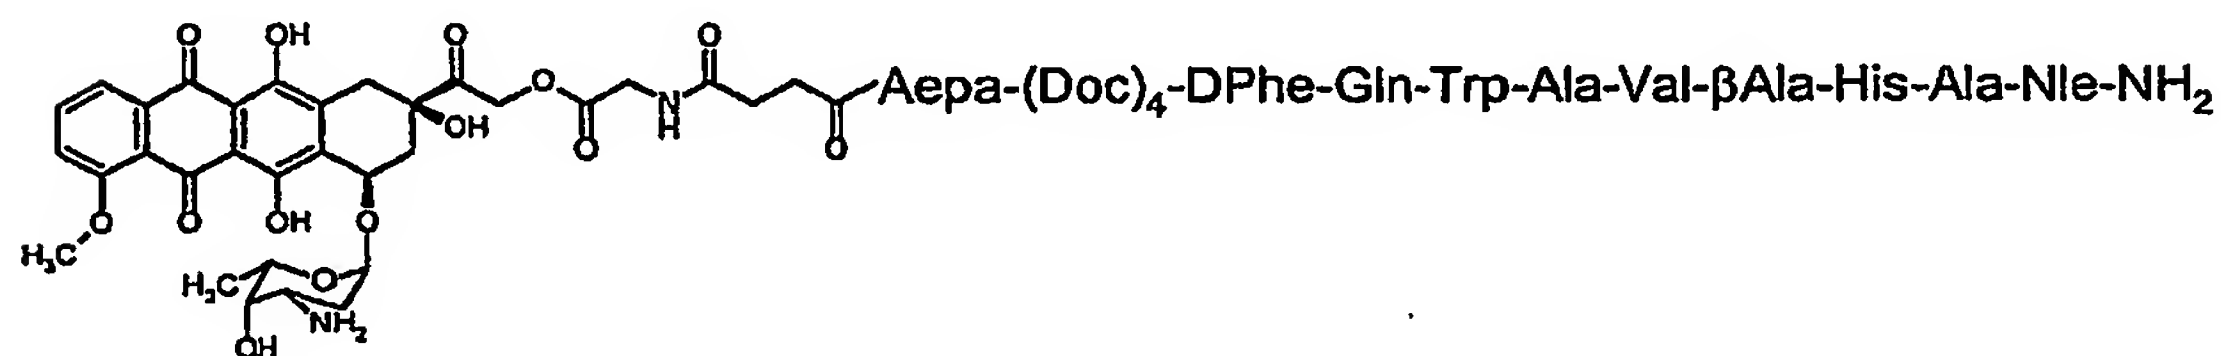 O OH O O
O O Aepa-(Doc)₄-DPhe-Gln-Trp-Ala-Val-βAla-His-Ala-Nle-NH₂
OH O N H O
O O OH O
H₃C
H₃C O
NH₂
OH